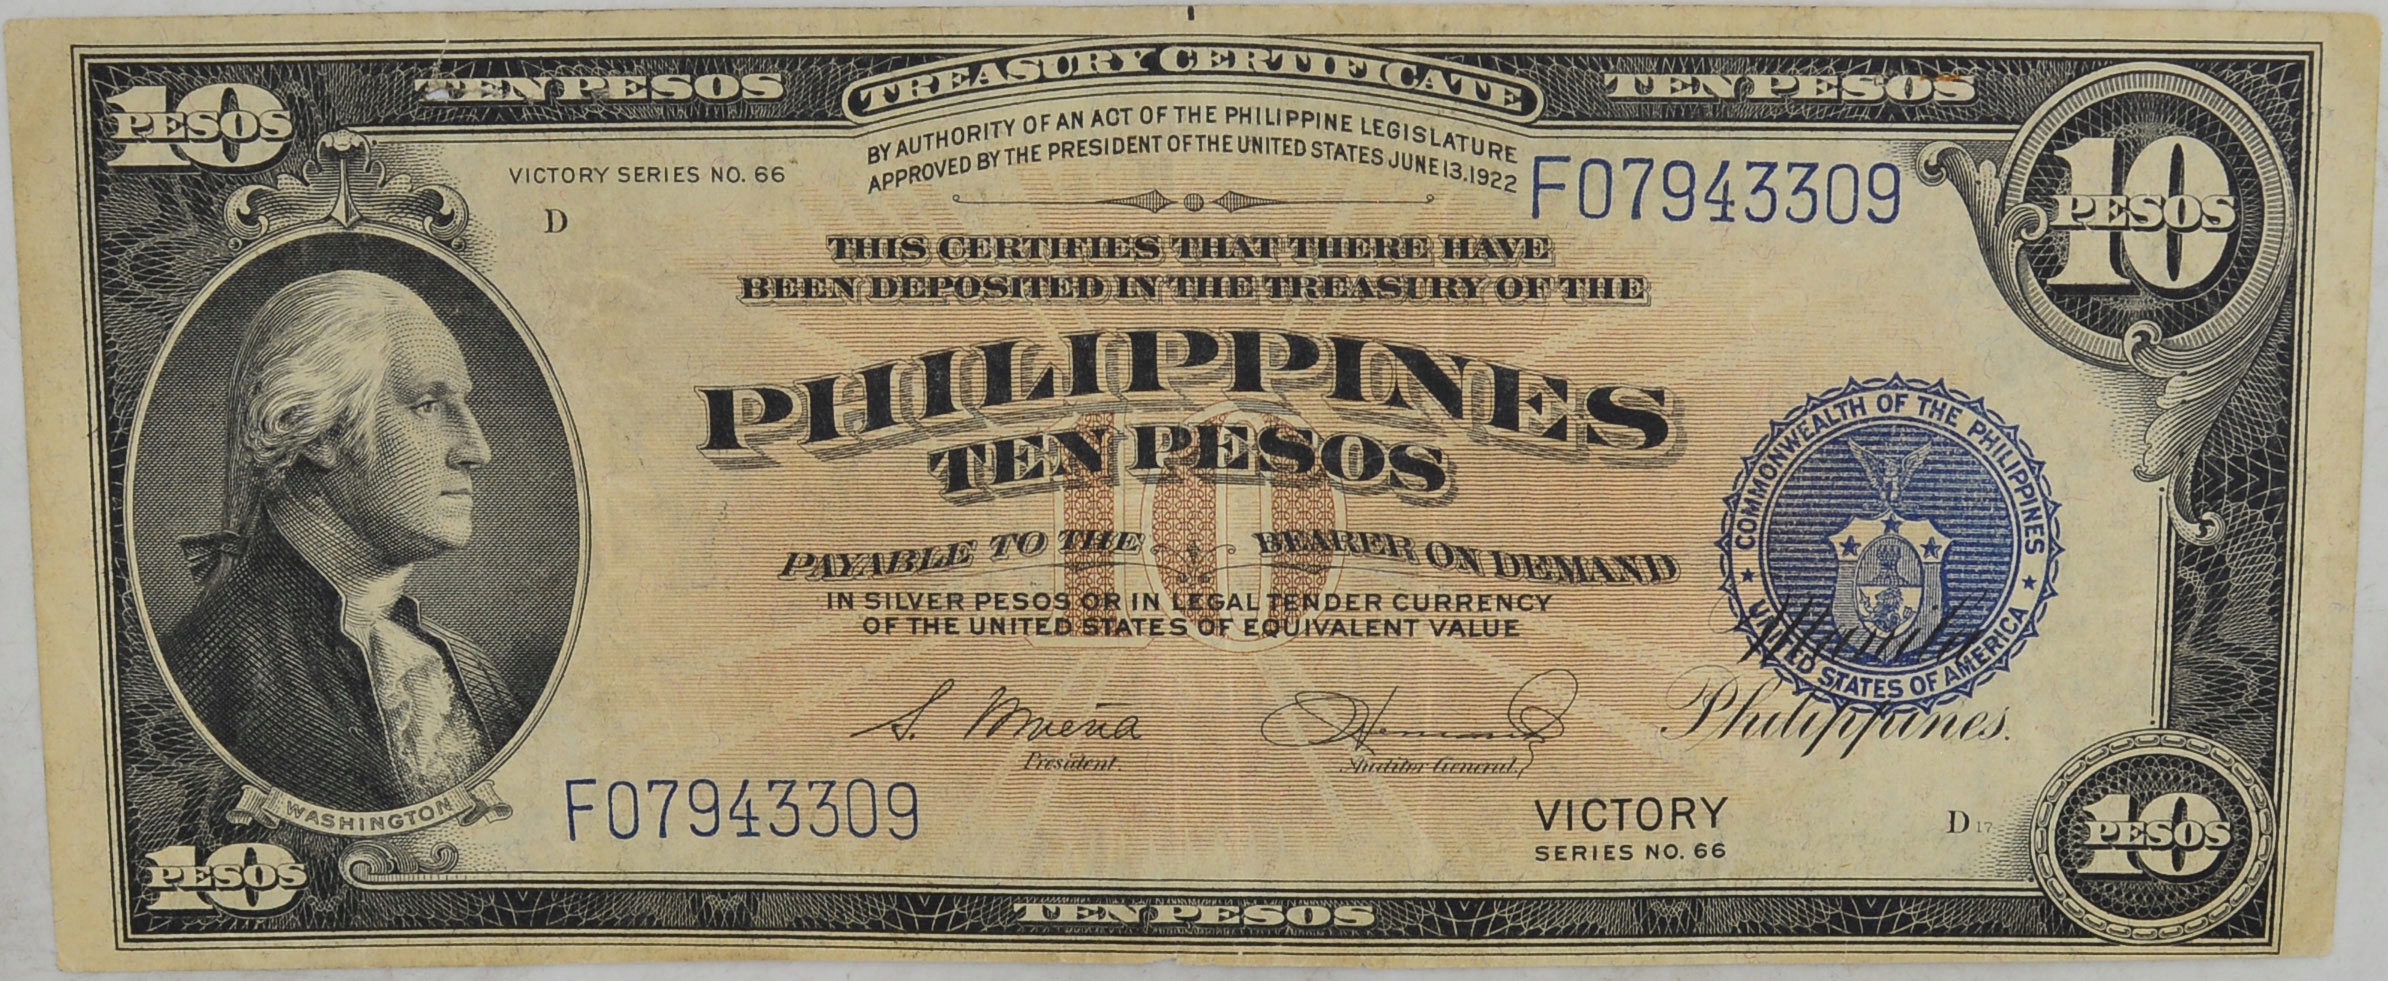 TREASURY CERTIFICATE
TEN PESOS
TEN PESOS
10 PESOS
10 PESOS
BY AUTHORITY OF AN ACT OF THE PHILIPPINE LEGISLATURE
APPROVED BY THE PRESIDENT OF THE UNITED STATES JUNE 13.1922
VICTORY SERIES NO. 66
F07943309
D
THIS CERTIFIES THAT THERE HAVE
BEEN DEPOSITED IN THE TREASURY OF THE
PHILIPPINES
TEN PESOS
10
PAYABLE TO THE BEARER ON DEMAND
IN SILVER PESOS OR IN LEGAL TENDER CURRENCY
OF THE UNITED STATES OF EQUIVALENT VALUE
COMMONWEALTH OF THE PHILIPPINES
UNITED STATES OF AMERICA
Manila
Philippines.
S. Osmeña
President.
Auditor General.
WASHINGTON
F07943309
VICTORY
SERIES NO. 66
D 17
10 PESOS
10 PESOS
TEN PESOS